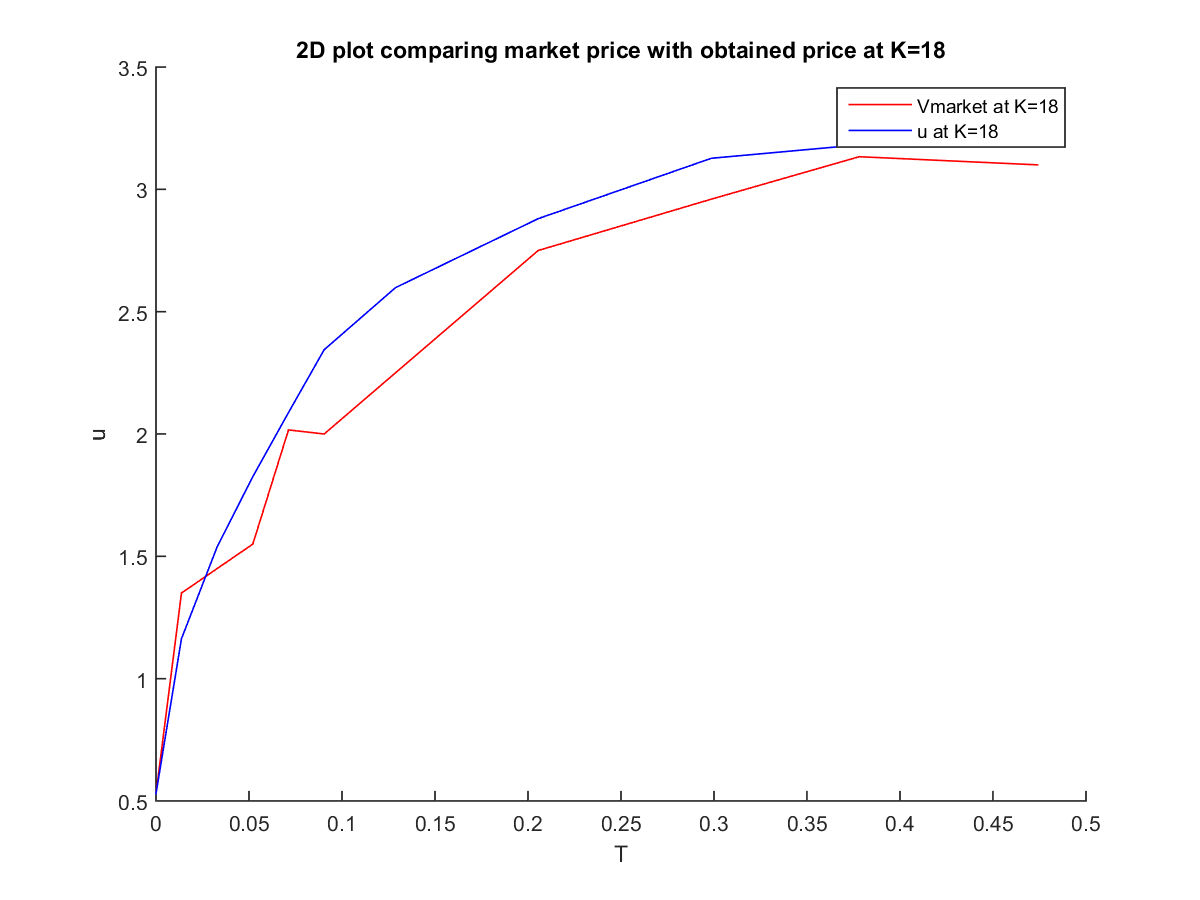 2D plot comparing market price with obtained price at K=18
3.5
3
2.5
2
1.5
1
0.5
u
Vmarket at K=18
u at K=18
0 0.05 0.1 0.15 0.2 0.25 0.3 0.35 0.4 0.45 0.5
T